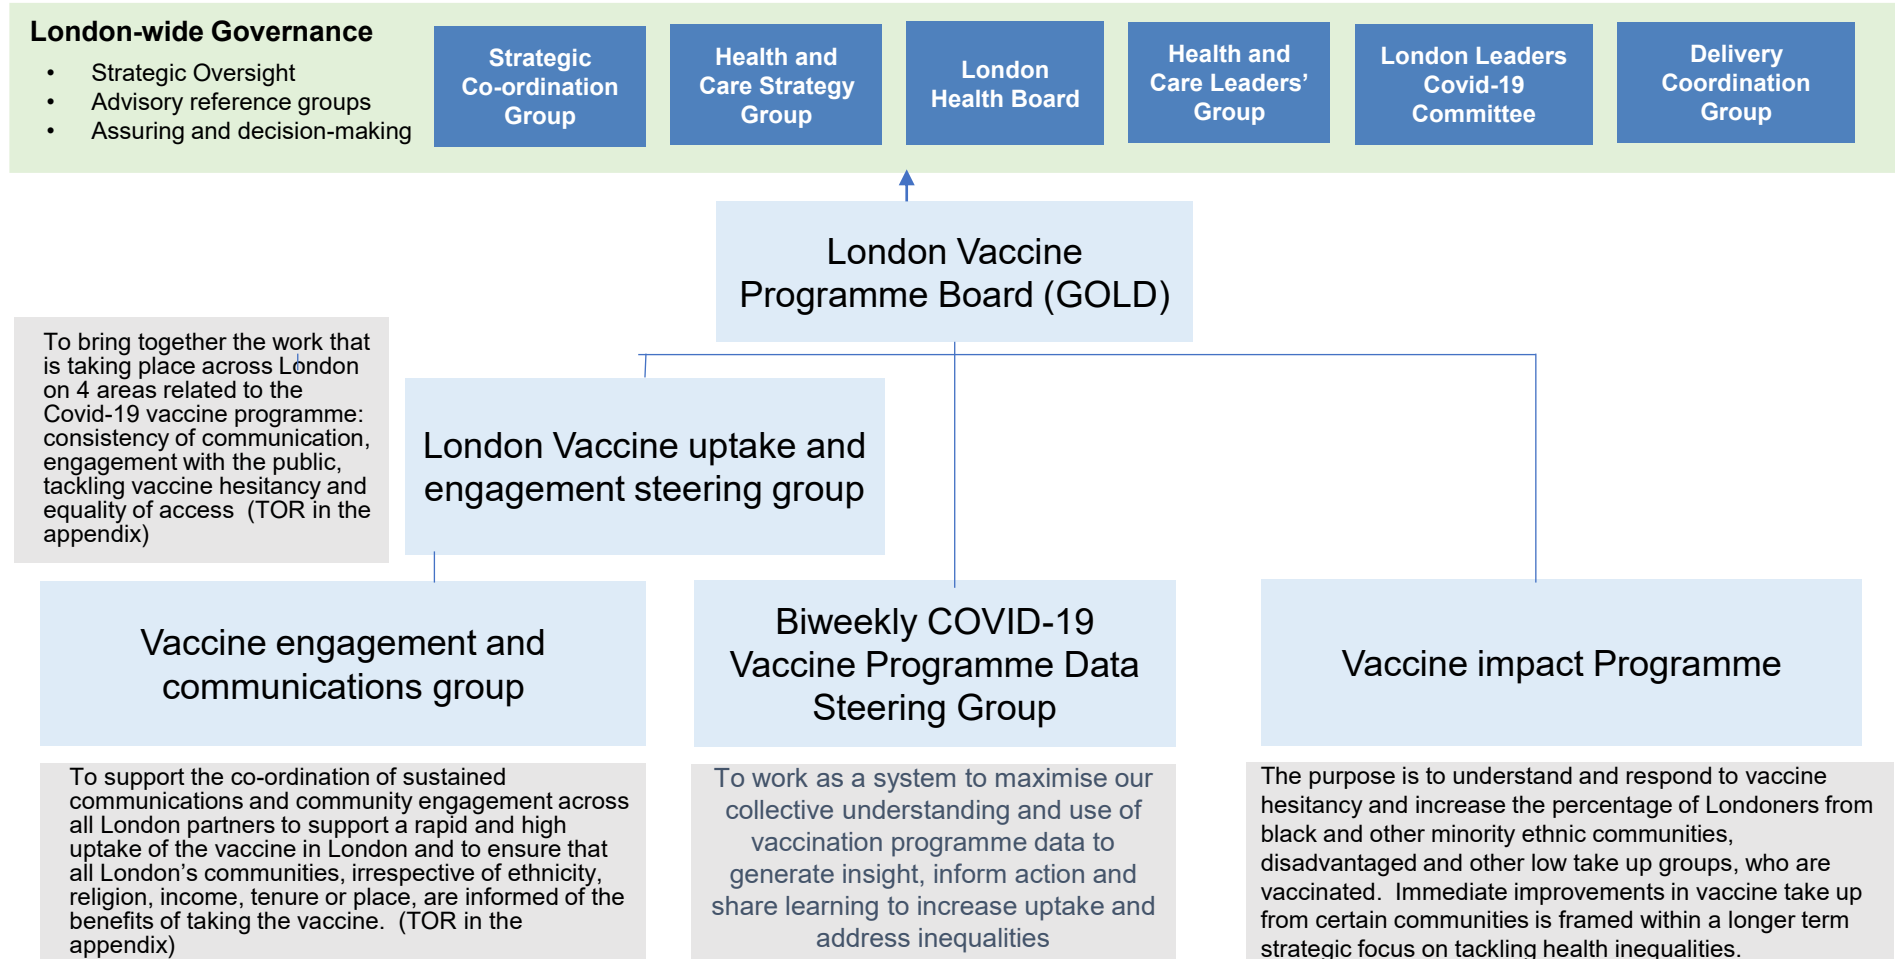 London-wide Governance
• Strategic Oversight
• Advisory reference groups
• Assuring and decision-making
Strategic
Co-ordination
Group
Health and
Care Strategy
Group
London
Health Board
Health and
Care Leaders’
Group
London Leaders
Covid-19
Committee
Delivery
Coordination
Group
London Vaccine
Programme Board (GOLD)
To bring together the work that
is taking place across London
on 4 areas related to the
Covid-19 vaccine programme:
consistency of communication,
engagement with the public,
tackling vaccine hesitancy and
equality of access (TOR in the
appendix)
London Vaccine uptake and
engagement steering group
Vaccine engagement and
communications group
Biweekly COVID-19
Vaccine Programme Data
Steering Group
Vaccine impact Programme
To support the co-ordination of sustained
communications and community engagement across
all London partners to support a rapid and high
uptake of the vaccine in London and to ensure that
all London’s communities, irrespective of ethnicity,
religion, income, tenure or place, are informed of the
benefits of taking the vaccine. (TOR in the
appendix)
To work as a system to maximise our
collective understanding and use of
vaccination programme data to
generate insight, inform action and
share learning to increase uptake and
address inequalities
The purpose is to understand and respond to vaccine
hesitancy and increase the percentage of Londoners from
black and other minority ethnic communities,
disadvantaged and other low take up groups, who are
vaccinated. Immediate improvements in vaccine take up
from certain communities is framed within a longer term
strategic focus on tackling health inequalities.